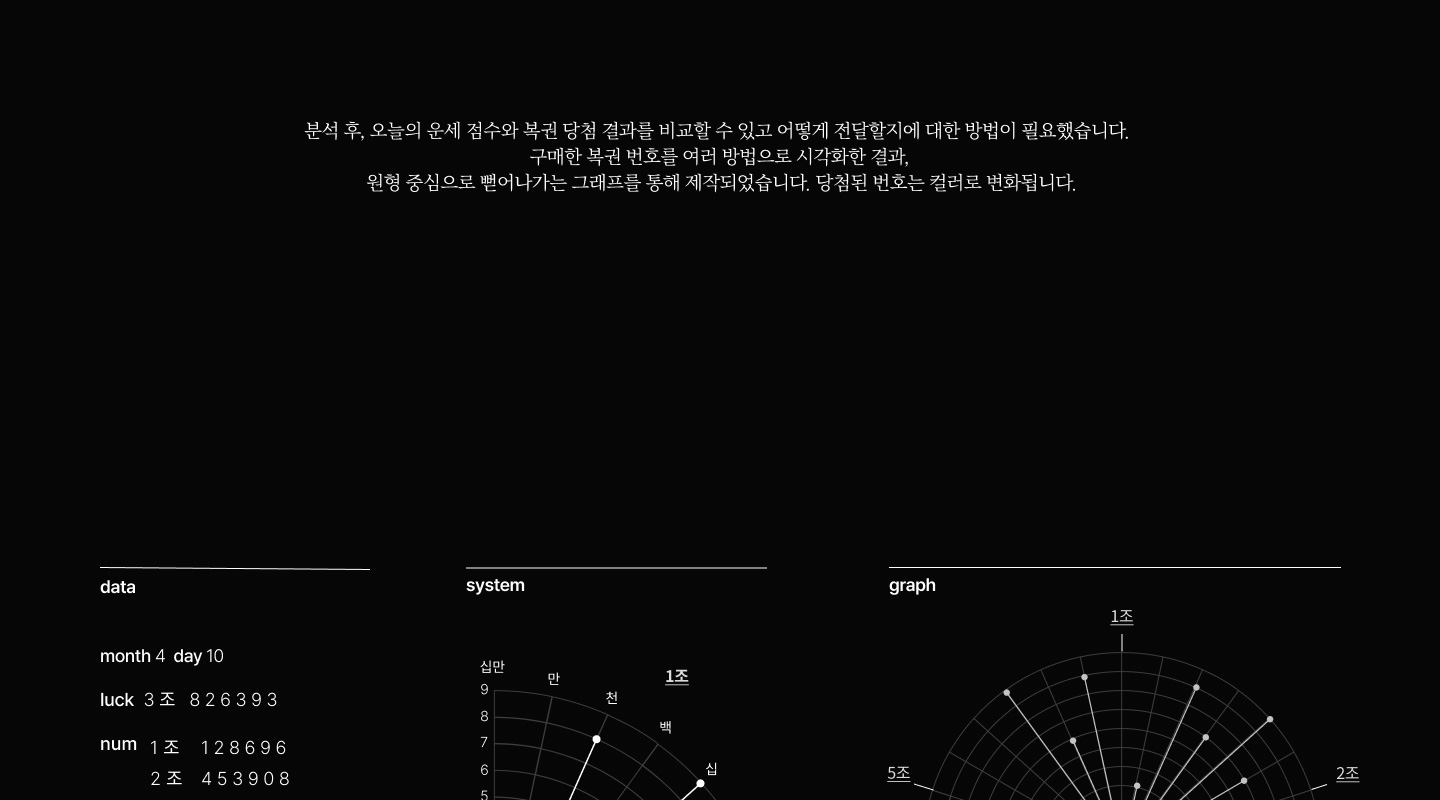 분석 후, 오늘의 운세 점수와 복권 당첨 결과를 비교할 수 있고 어떻게 전달할지에 대한 방법이 필요했습니다.
구매한 복권 번호를 여러 방법으로 시각화한 결과,
원형 중심으로 뻗어나가는 그래프를 통해 제작되었습니다. 당첨된 번호는 컬러로 변화됩니다.
data
month 4 day 10
luck 3 조 8 2 6 3 9 3
num 1 조 1 2 8 6 9 6
2 조 4 5 3 9 0 8
system
십만
만
천
백
십
1조
9
8
7
6
5
graph
1조
5조
2조